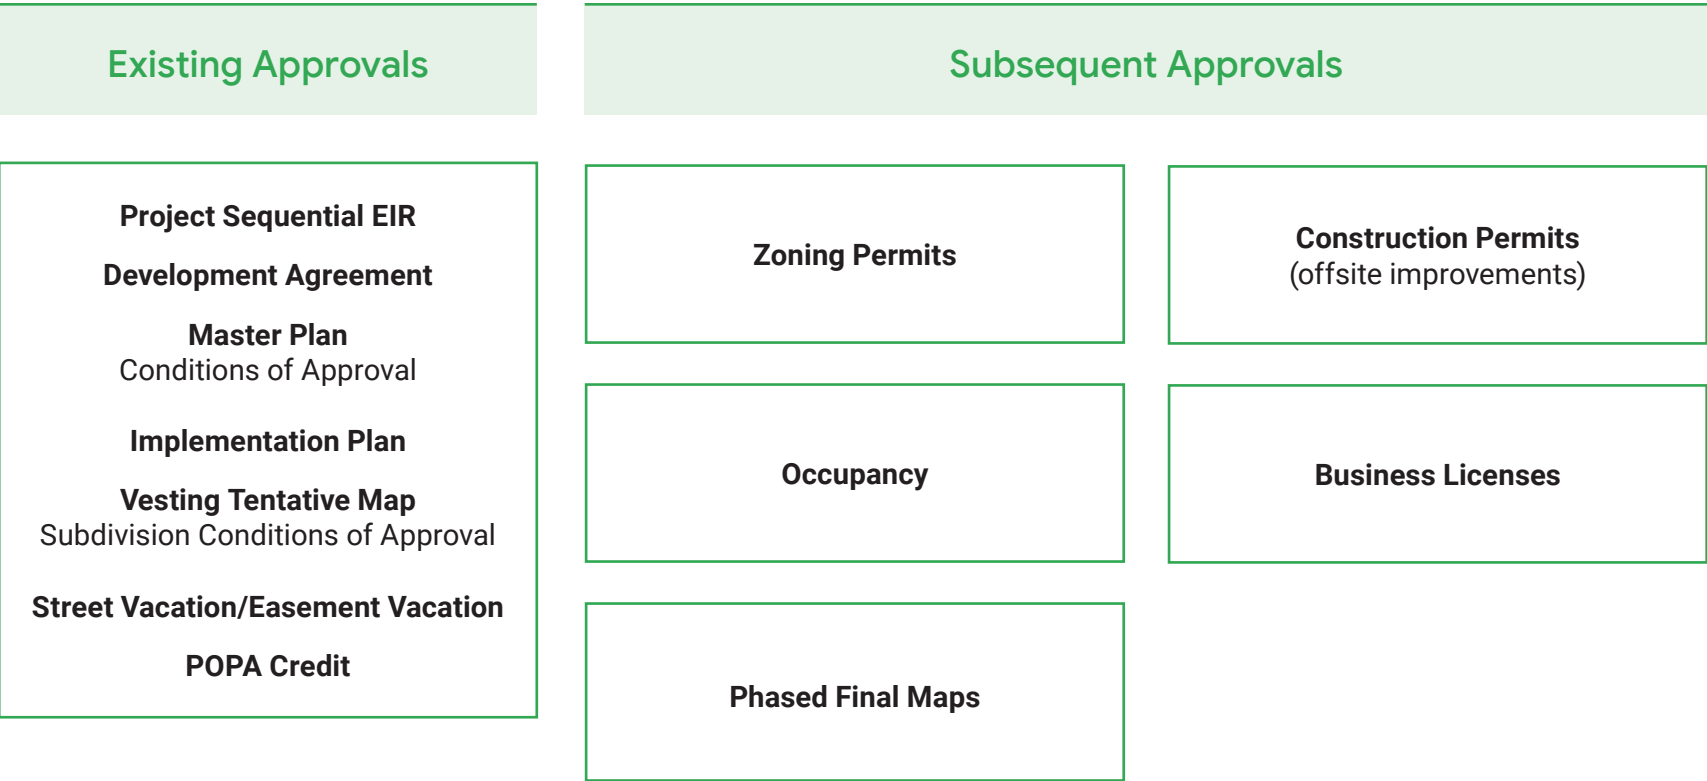 Existing Approvals
Subsequent Approvals
Project Sequential EIR
Development Agreement
Master Plan
Conditions of Approval
Implementation Plan
Vesting Tentative Map
Subdivision Conditions of Approval
Street Vacation/Easement Vacation
POPA Credit
Zoning Permits
Construction Permits
(offsite improvements)
Occupancy
Business Licenses
Phased Final Maps